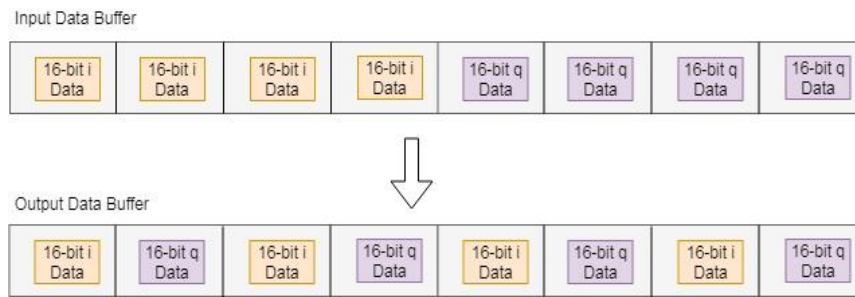 Input Data Buffer
16-bit i 16-bit i 16-bit i 16-bit i 16-bit q 16-bit q 16-bit q 16-bit q
Data Data Data Data Data Data Data Data
Output Data Buffer
16-bit i 16-bit q 16-bit i 16-bit q 16-bit i 16-bit q 16-bit i 16-bit q
Data Data Data Data Data Data Data Data